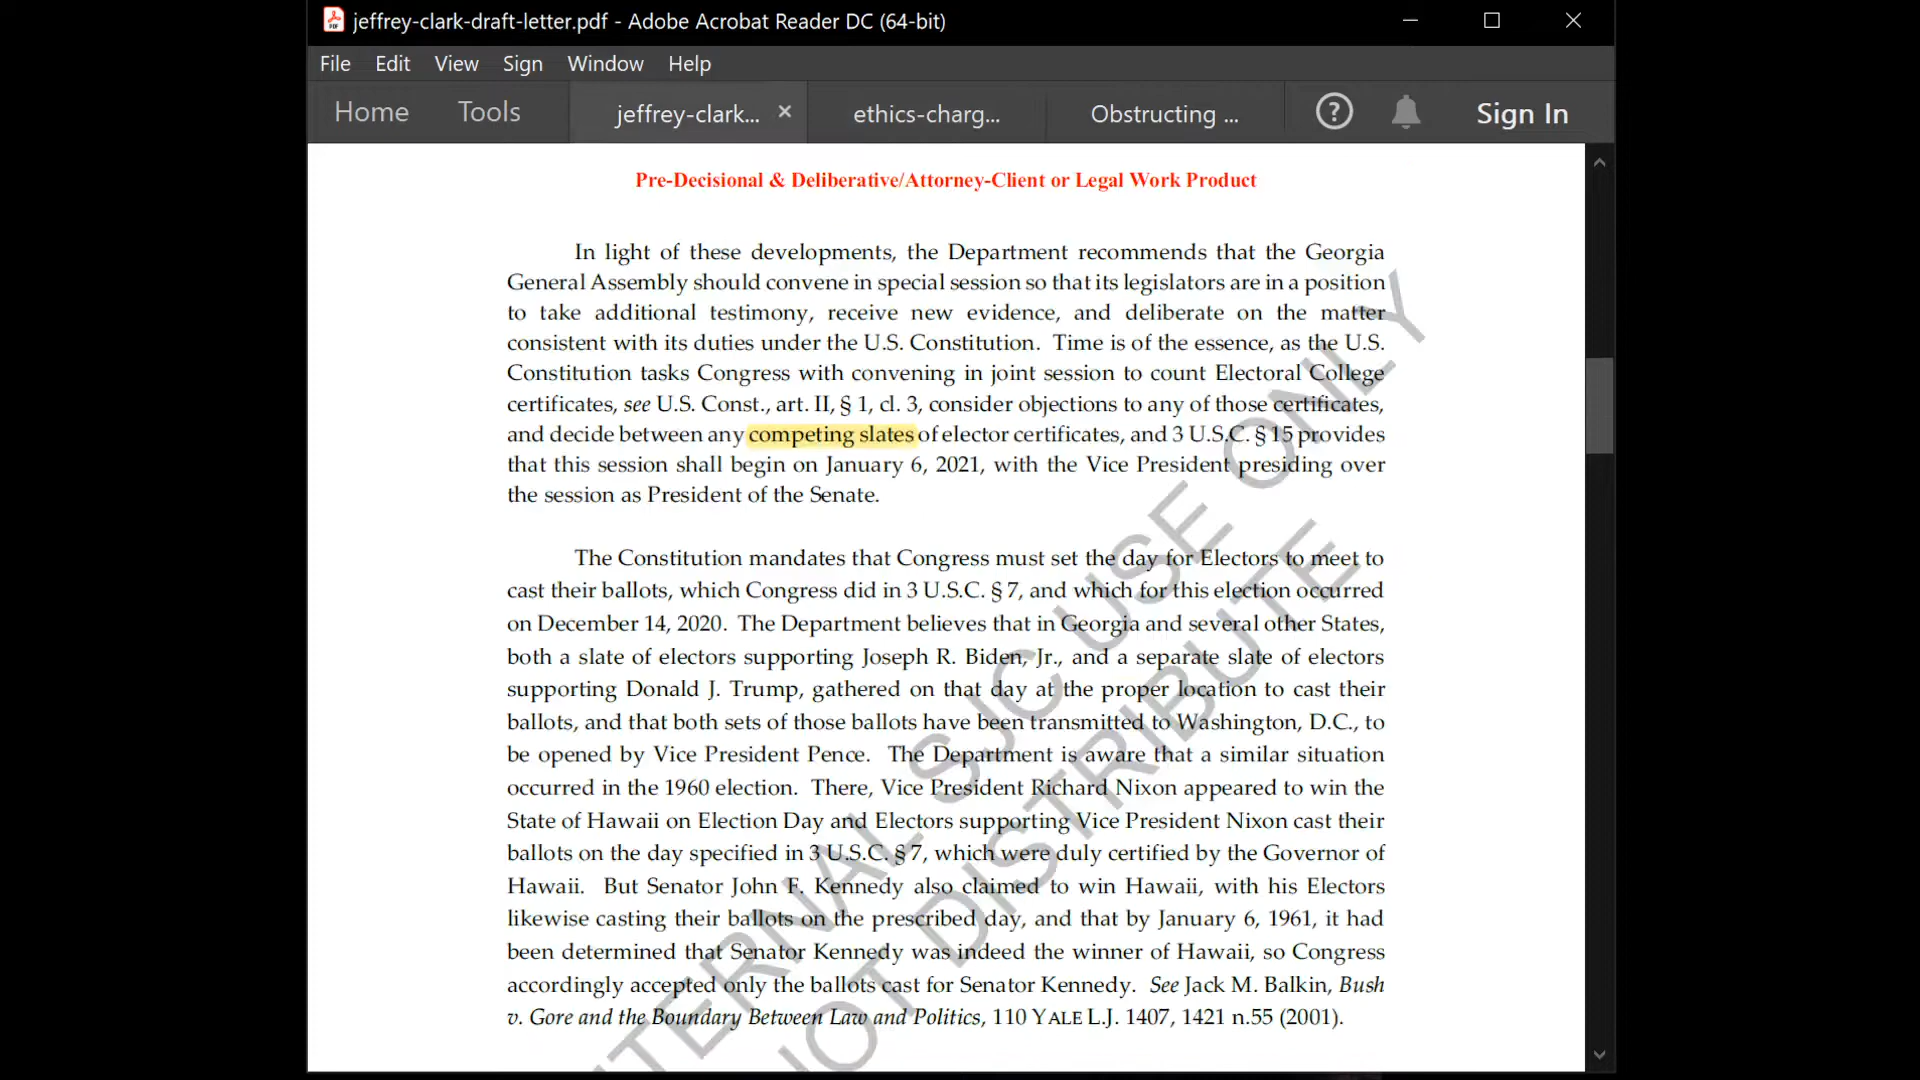 jeffrey-clark-draft-letter.pdf - Adobe Acrobat Reader DC (64-bit)
File Edit View Sign Window Help
Home Tools jeffrey-clark... × ethics-charg... Obstructing ... ? Sign In
Pre-Decisional & Deliberative/Attorney-Client or Legal Work Product
In light of these developments, the Department recommends that the Georgia
General Assembly should convene in special session so that its legislators are in a position
to take additional testimony, receive new evidence, and deliberate on the matter
consistent with its duties under the U.S. Constitution. Time is of the essence, as the U.S.
Constitution tasks Congress with convening in joint session to count Electoral College
certificates, see U.S. Const., art. II, § 1, cl. 3, consider objections to any of those certificates,
and decide between any competing slates of elector certificates, and 3 U.S.C. § 15 provides
that this session shall begin on January 6, 2021, with the Vice President presiding over
the session as President of the Senate.
The Constitution mandates that Congress must set the day for Electors to meet to
cast their ballots, which Congress did in 3 U.S.C. § 7, and which for this election occurred
on December 14, 2020. The Department believes that in Georgia and several other States,
both a slate of electors supporting Joseph R. Biden, Jr., and a separate slate of electors
supporting Donald J. Trump, gathered on that day at the proper location to cast their
ballots, and that both sets of those ballots have been transmitted to Washington, D.C., to
be opened by Vice President Pence. The Department is aware that a similar situation
occurred in the 1960 election. There, Vice President Richard Nixon appeared to win the
State of Hawaii on Election Day and Electors supporting Vice President Nixon cast their
ballots on the day specified in 3 U.S.C. § 7, which were duly certified by the Governor of
Hawaii. But Senator John F. Kennedy also claimed to win Hawaii, with his Electors
likewise casting their ballots on the prescribed day, and that by January 6, 1961, it had
been determined that Senator Kennedy was indeed the winner of Hawaii, so Congress
accordingly accepted only the ballots cast for Senator Kennedy. See Jack M. Balkin, Bush
v. Gore and the Boundary Between Law and Politics, 110 YALE L.J. 1407, 1421 n.55 (2001).
TERNAL SJC USE ONLY
NOT DISTRIBUTE